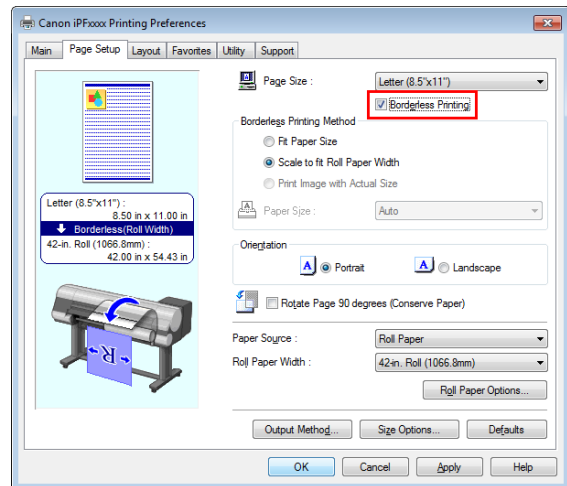 Canon iPFxxxx Printing Preferences
Main Page Setup Layout Favorites Utility Support
Page Size : Letter (8.5"x11")
Borderless Printing
Borderless Printing Method
Fit Paper Size
Scale to fit Roll Paper Width
Print Image with Actual Size
Paper Size : Auto
Letter (8.5"x11") :
8.50 in x 11.00 in
Borderless(Roll Width)
42-in. Roll (1066.8mm) :
42.00 in x 54.43 in
Orientation
A Portrait A Landscape
Rotate Page 90 degrees (Conserve Paper)
Paper Source : Roll Paper
Roll Paper Width : 42-in. Roll (1066.8mm)
R
Roll Paper Options...
Output Method... Size Options... Defaults
OK Cancel Apply Help